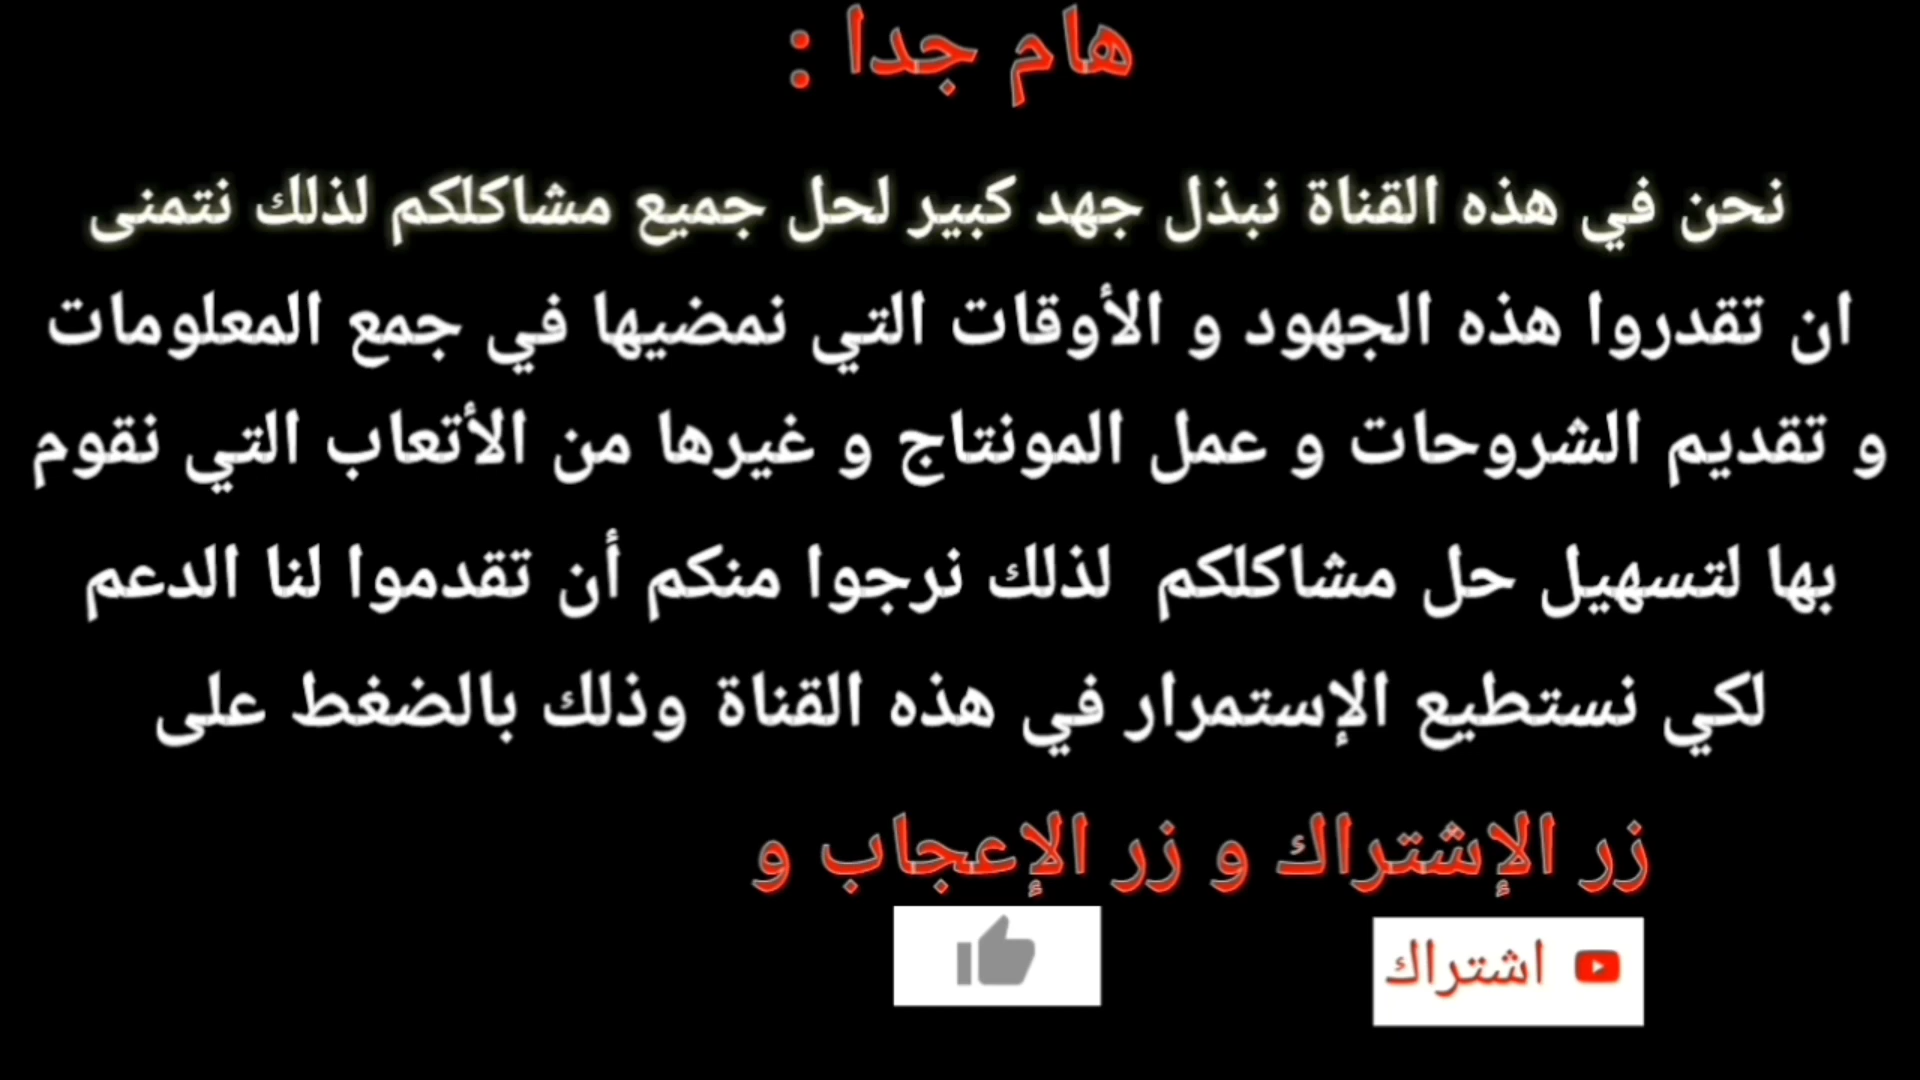 هام جدا :
نحن في هذه القناة نبذل جهد كبير لحل جميع مشاكلكم لذلك نتمنى
ان تقدروا هذه الجهود و الأوقات التي نمضيها في جمع المعلومات
و تقديم الشروحات و عمل المونتاج و غيرها من الأتعاب التي نقوم
بها لتسهيل حل مشاكلكم لذلك نرجوا منكم أن تقدموا لنا الدعم
لكي نستطيع الإستمرار في هذه القناة وذلك بالضغط على
زر الإشتراك و زر الإعجاب و
اشتراك